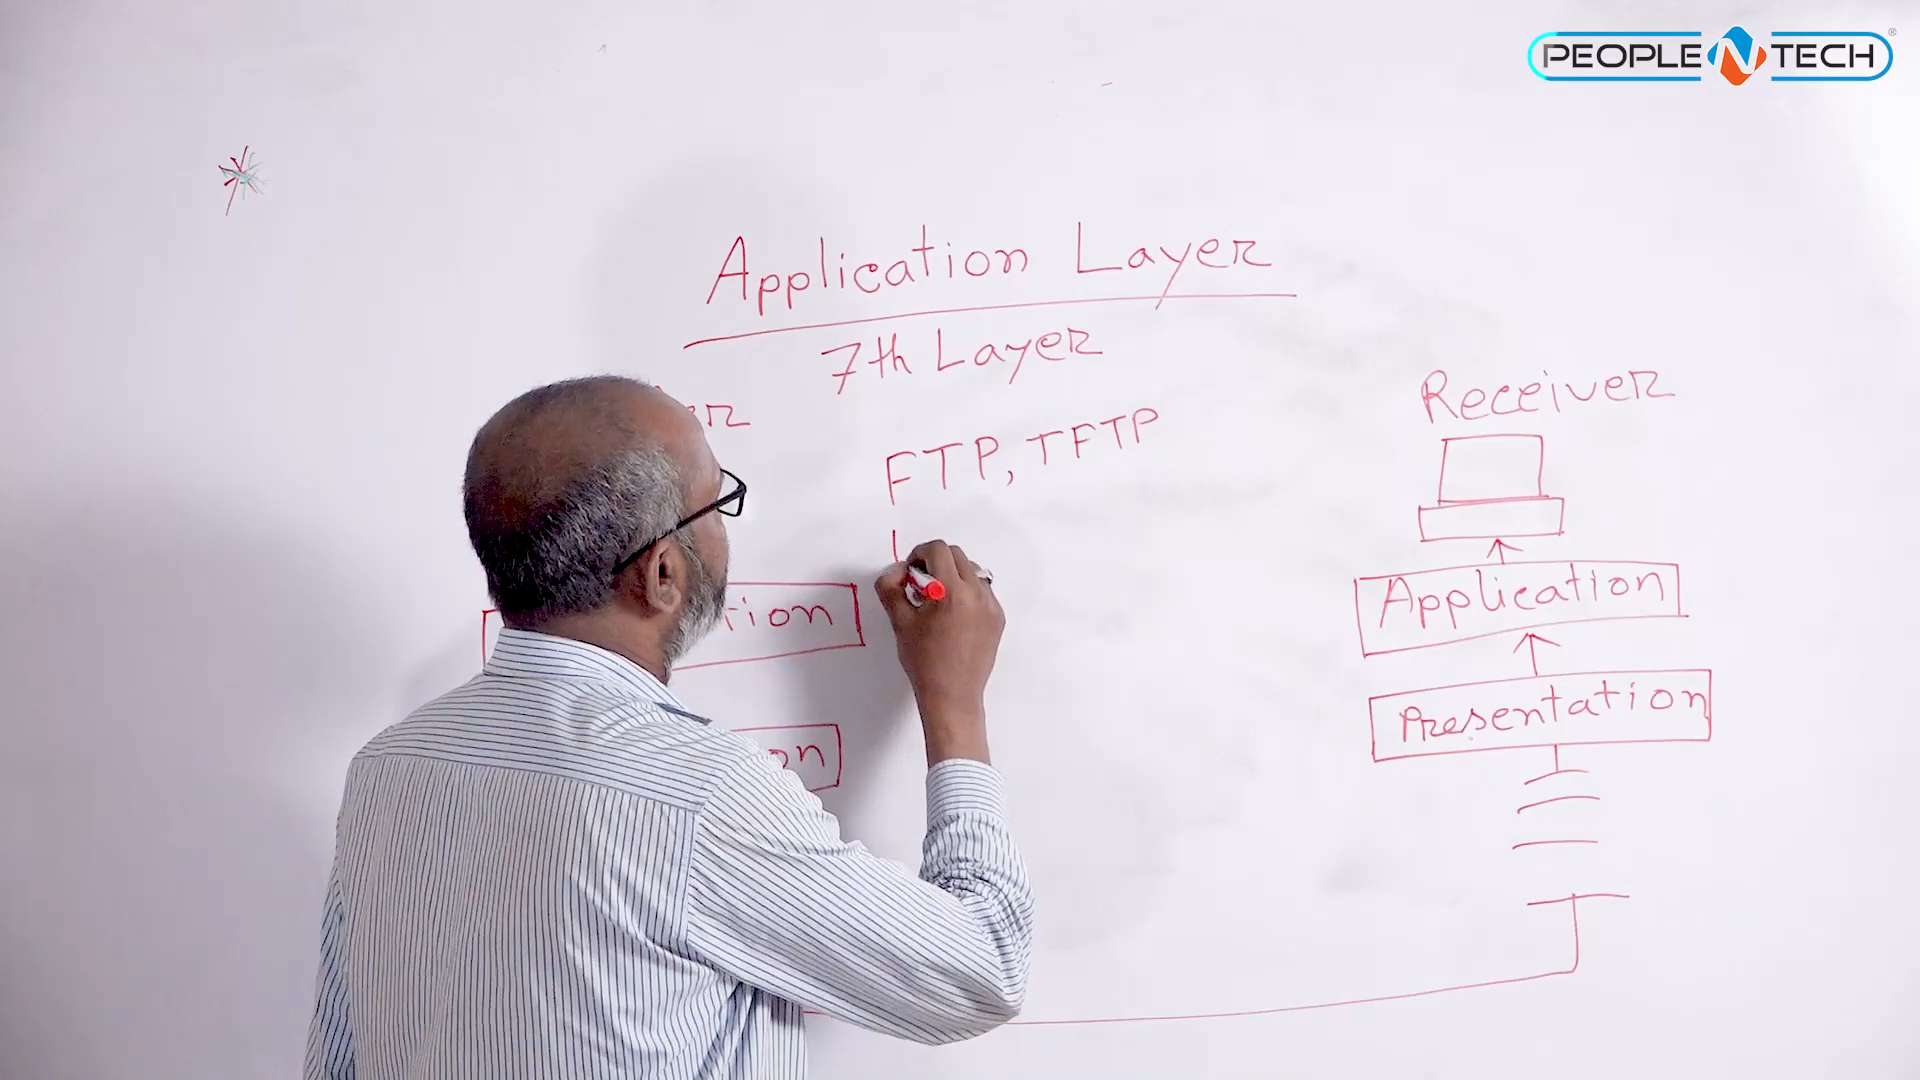 PEOPLE N TECH
Application Layer
7th Layer
Receiver
FTP, TFTP
Application
Presentation